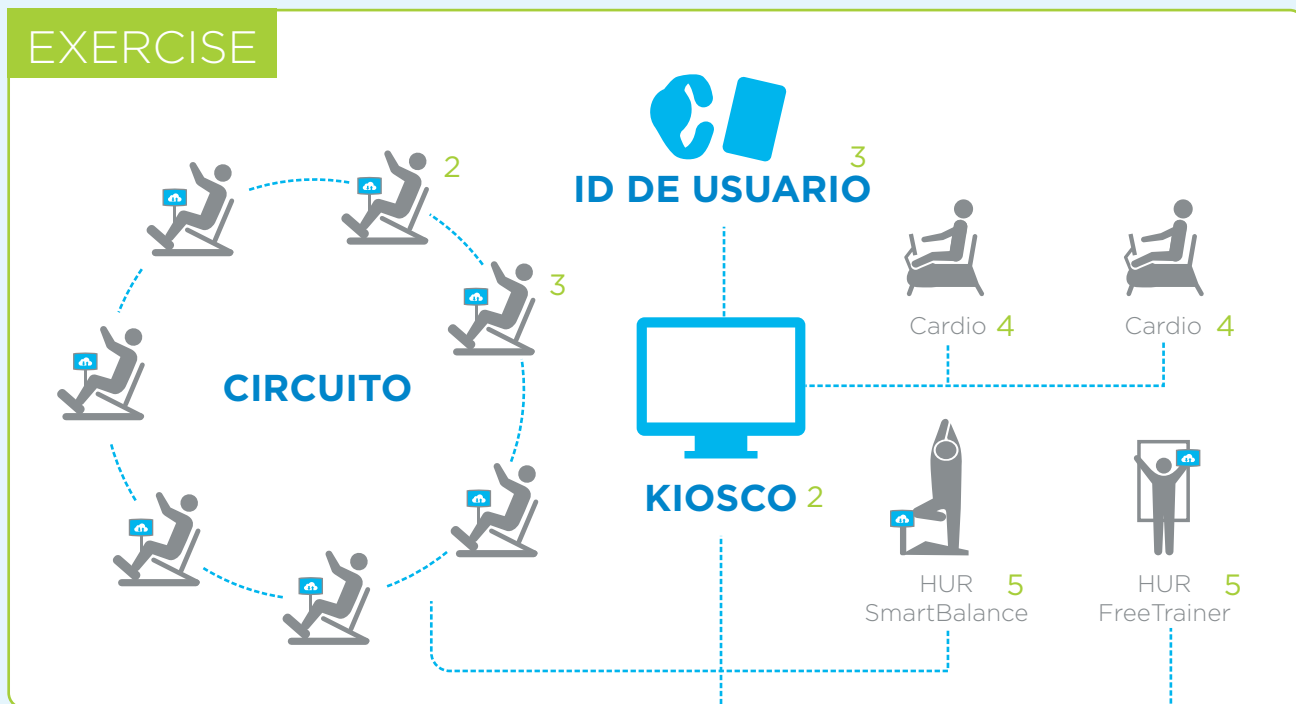 EXERCISE
2
3
CIRCUITO
3
ID DE USUARIO
KIOSCO 2
Cardio 4
Cardio 4
HUR 5
SmartBalance
HUR 5
FreeTrainer